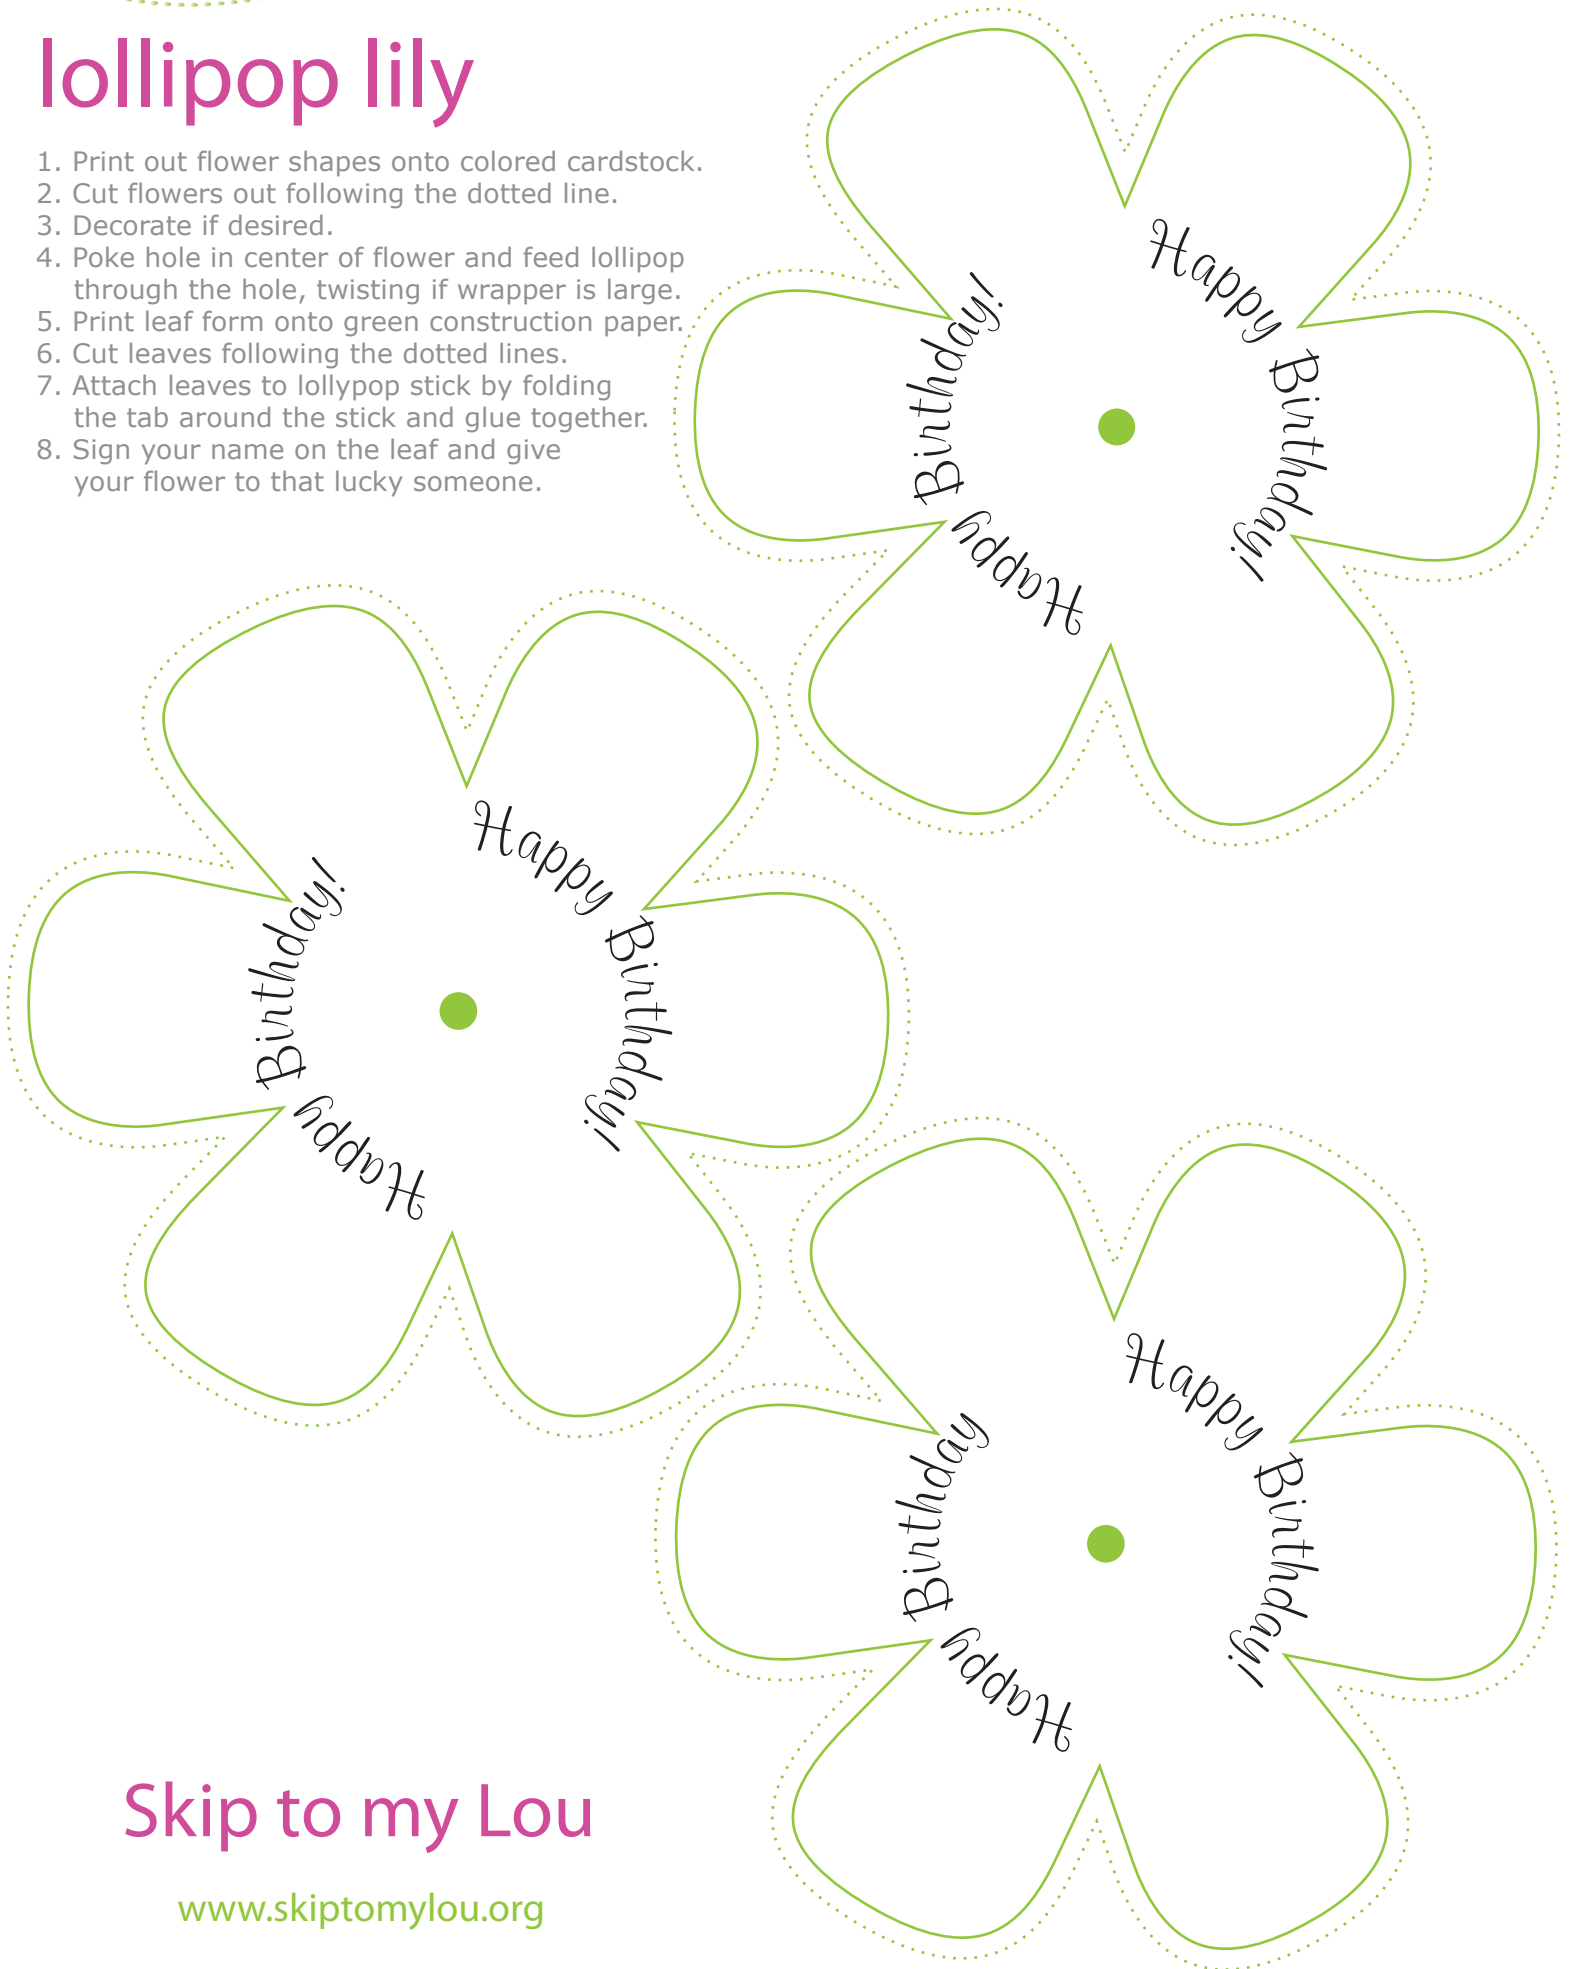 lollipop lily
1. Print out flower shapes onto colored cardstock.
2. Cut flowers out following the dotted line.
3. Decorate if desired.
4. Poke hole in center of flower and feed lollipop
through the hole, twisting if wrapper is large.
5. Print leaf form onto green construction paper.
6. Cut leaves following the dotted lines.
7. Attach leaves to lollypop stick by folding
the tab around the stick and glue together.
8. Sign your name on the leaf and give
your flower to that lucky someone.
Happy Birthday!
Happy Birthday!
Happy Birthday!
Happy Birthday!
Happy Birthday!
Happy Birthday
Skip to my Lou
www.skiptomylou.org